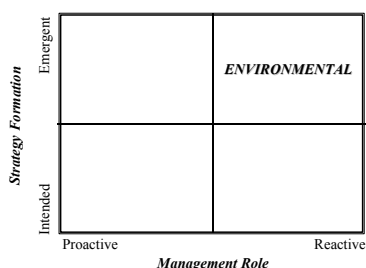 Emergent
ENVIRONMENTAL
Strategy Formation
Intended
Proactive
Reactive
Management Role